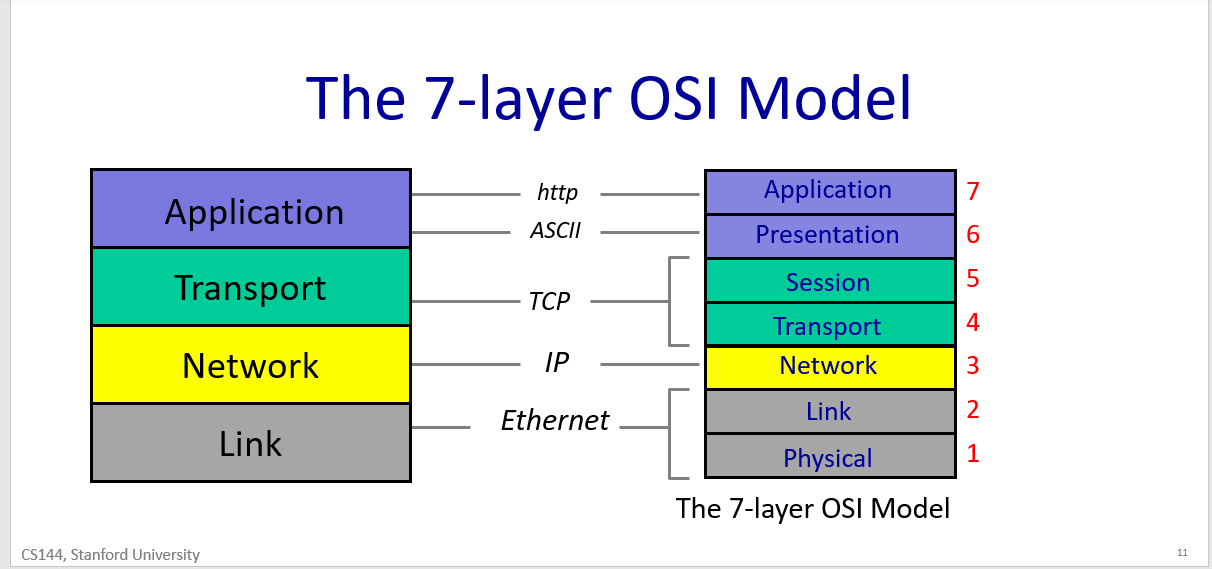 The 7-layer OSI Model
Application
Transport
Network
Link
http
ASCII
TCP
IP
Ethernet
Application 7
Presentation 6
Session 5
Transport 4
Network 3
Link 2
Physical 1
The 7-layer OSI Model
CS144, Stanford University
11